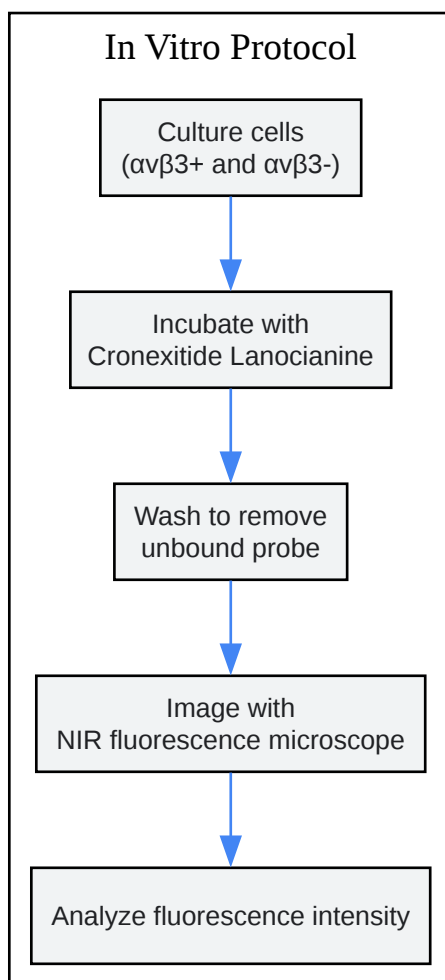 In Vitro Protocol
Culture cells
(αvβ3+ and αvβ3-)
Incubate with
Cronexitide Lanocianine
Wash to remove
unbound probe
Image with
NIR fluorescence microscope
Analyze fluorescence intensity